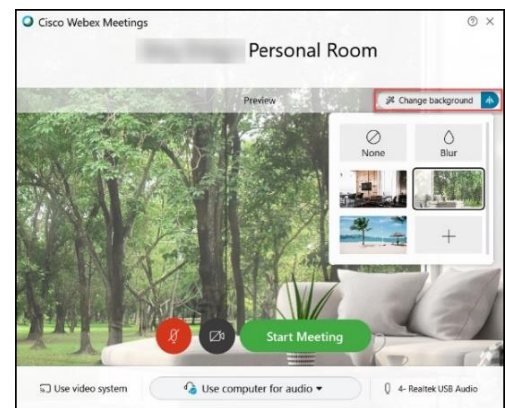 Cisco Webex Meetings
Personal Room
Preview
Change background
None
Blur
Start Meeting
Use video system
Use computer for audio
4- Realtek USB Audio